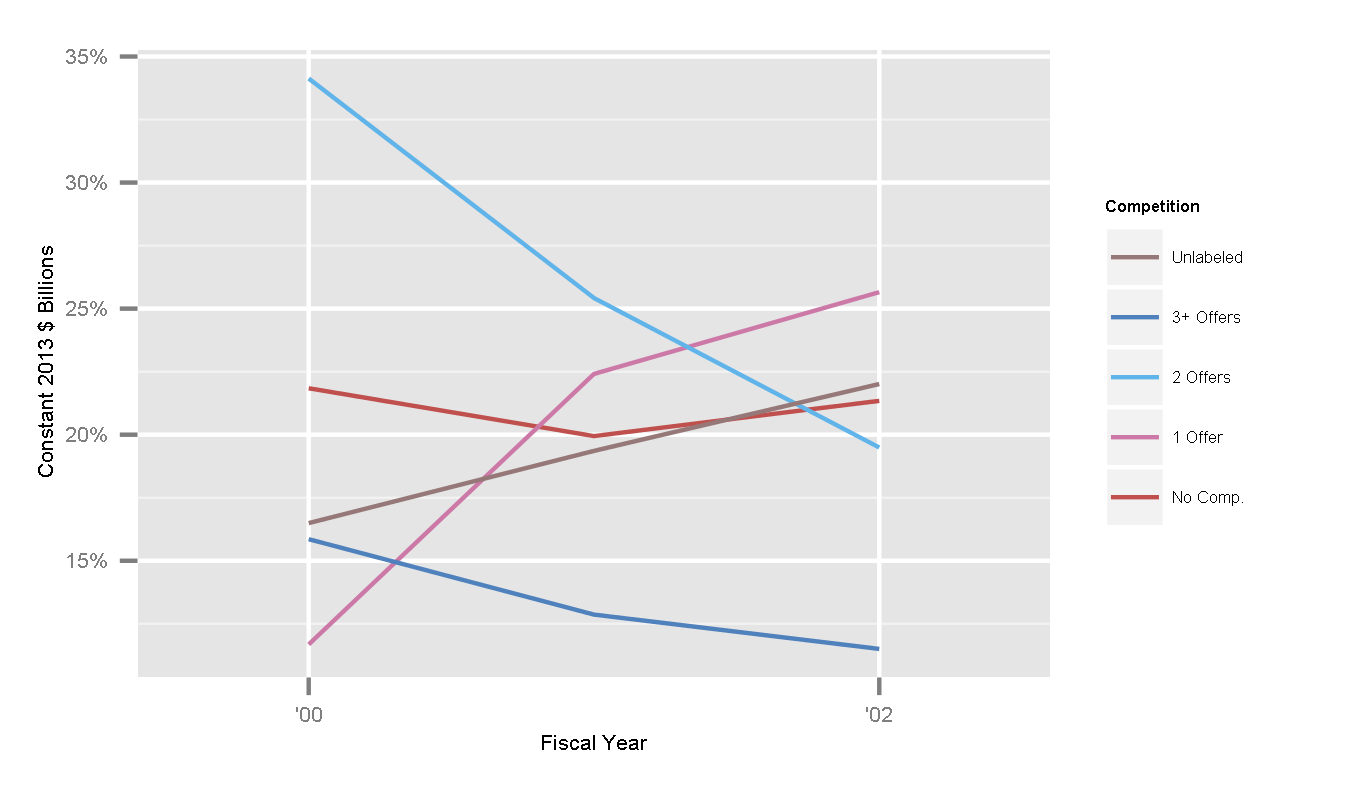 35%
30%
25%
20%
15%
Constant 2013 $ Billions
'00
'02
Fiscal Year
Competition
Unlabeled
3+ Offers
2 Offers
1 Offer
No Comp.